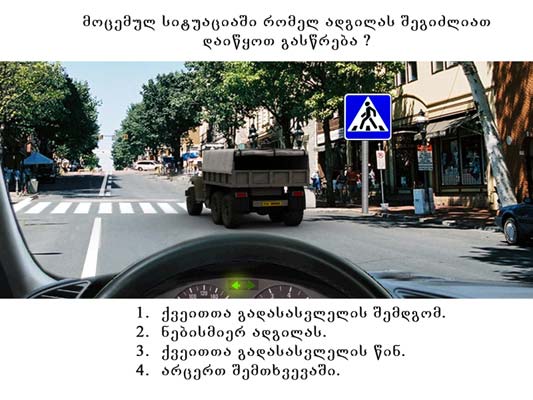 მოცემულ სიტუაციაში რომელ ადგილას შეგიძლიათ
დაიწყოთ გასწრება ?
1. ქვეითთა გადასასვლელის შემდგომ.
2. ნებისმიერ ადგილას.
3. ქვეითთა გადასასვლელის წინ.
4. არცერთ შემთხვევაში.